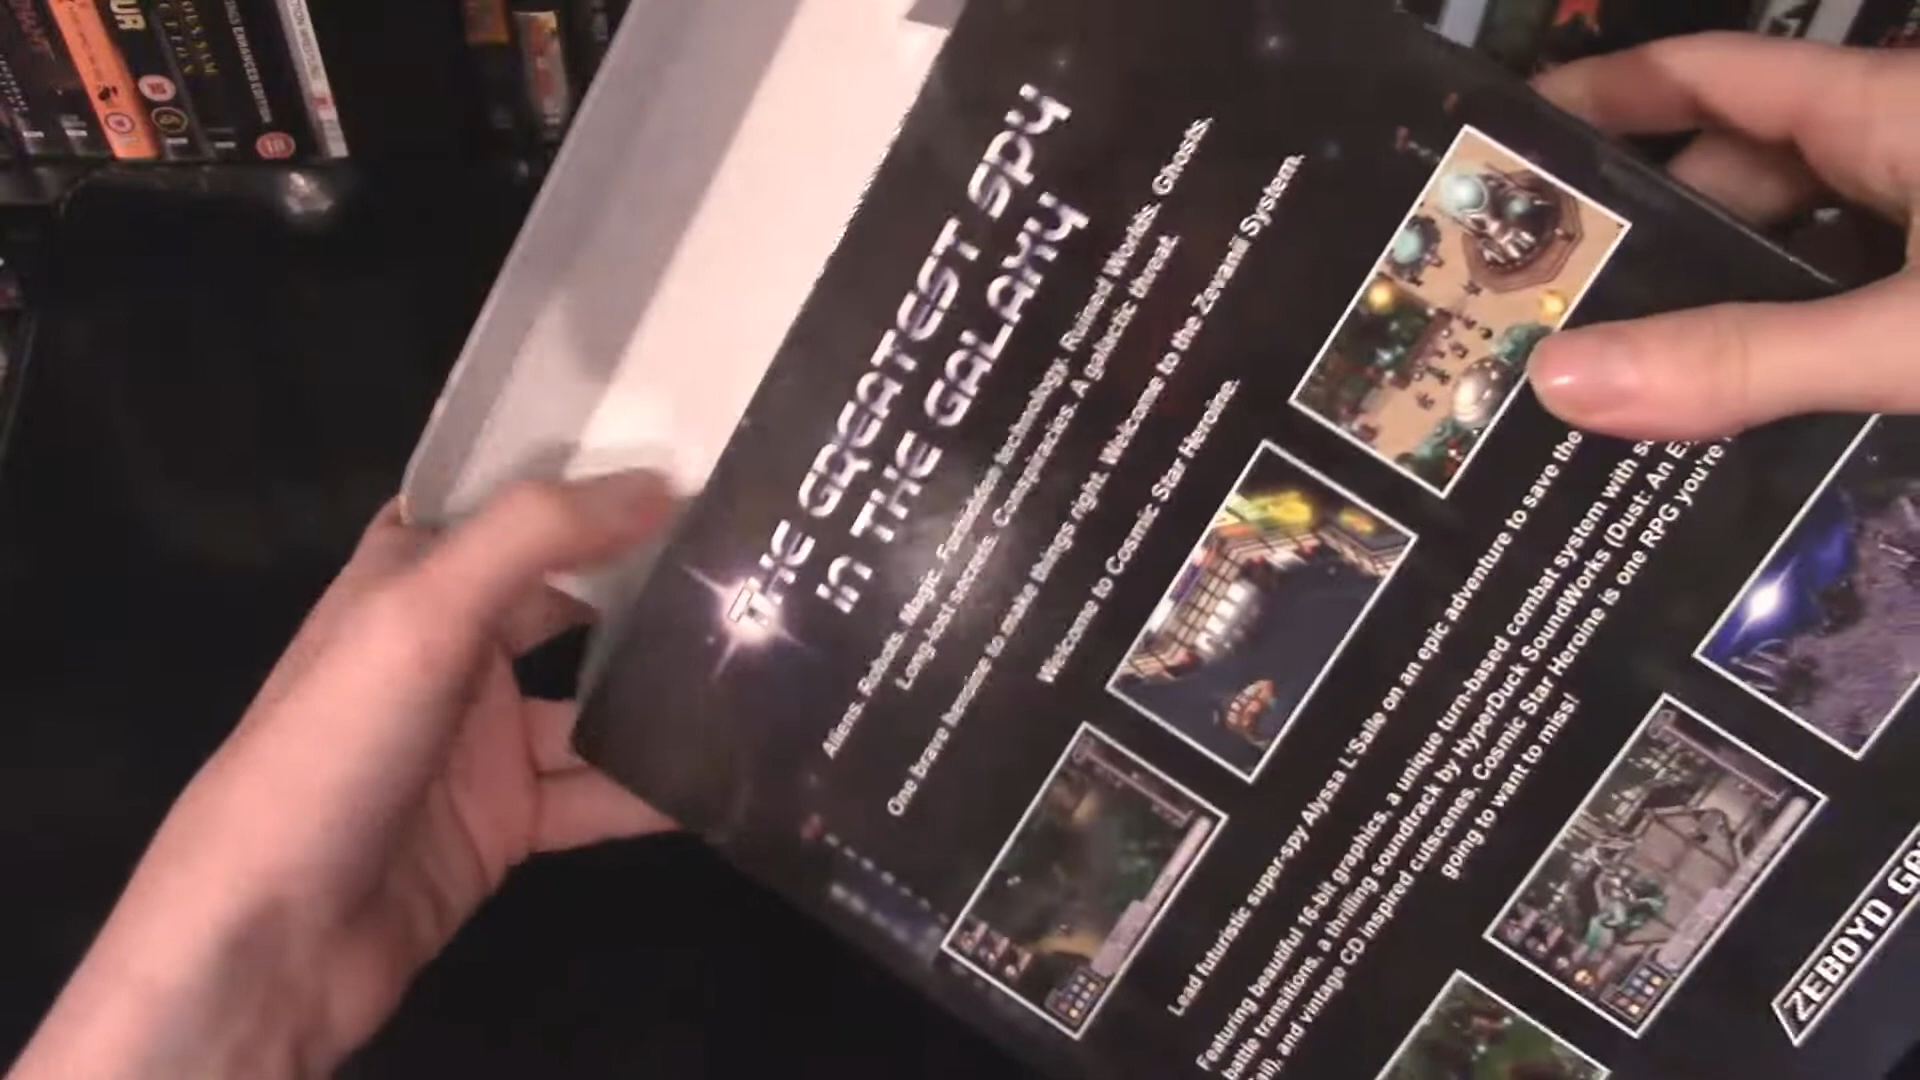 THE GREATEST SPY
IN THE GALAXY
Aliens. Robots. Magic. Forbidden technology. Ruined Worlds. Ghosts.
Long-lost secrets. Conspiracies. A galactic threat.
One brave heroine to make things right. Welcome to the Zevanii System.
Welcome to Cosmic Star Heroine.
Lead futuristic super-spy Alyssa L'Salle on an epic adventure to save the
Featuring beautiful 16-bit graphics, a unique turn-based combat system with
battle transitions, a thrilling soundtrack by HyperDuck SoundWorks (Dust: An
and vintage CD inspired cutscenes, Cosmic Star Heroine is one RPG you're
going to want to miss!
ZEBOYD
18
ENHANCED EDITION